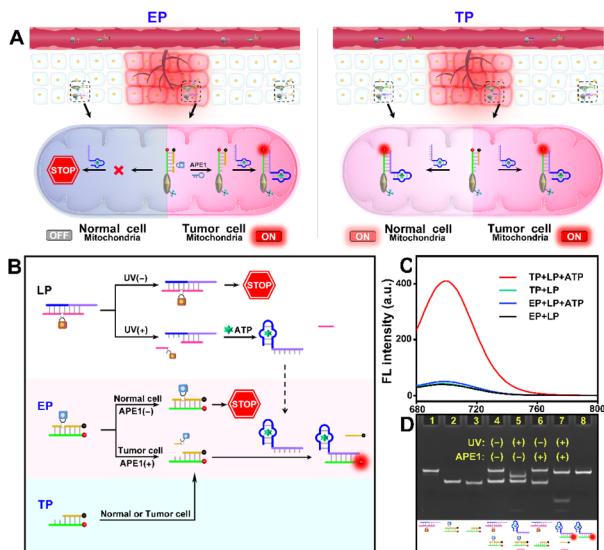 EP
TP
A
APE1
STOP
Normal cell
Mitochondria
OFF
Tumor cell
Mitochondria
ON
Normal cell
Mitochondria
ON
Tumor cell
Mitochondria
ON
B
LP
UV(−)
STOP
UV(+)
ATP
EP
Normal cell
APE1(−)
STOP
Tumor cell
APE1(+)
TP
Normal or Tumor cell
C
FL intensity (a.u.)
400
200
0
680 720 760 800
TP+LP+ATP
TP+LP
EP+LP+ATP
EP+LP
D
1 2 3 4 5 6 7 8
UV: (−) (+) (−) (+)
APE1: (−) (−) (+) (+)